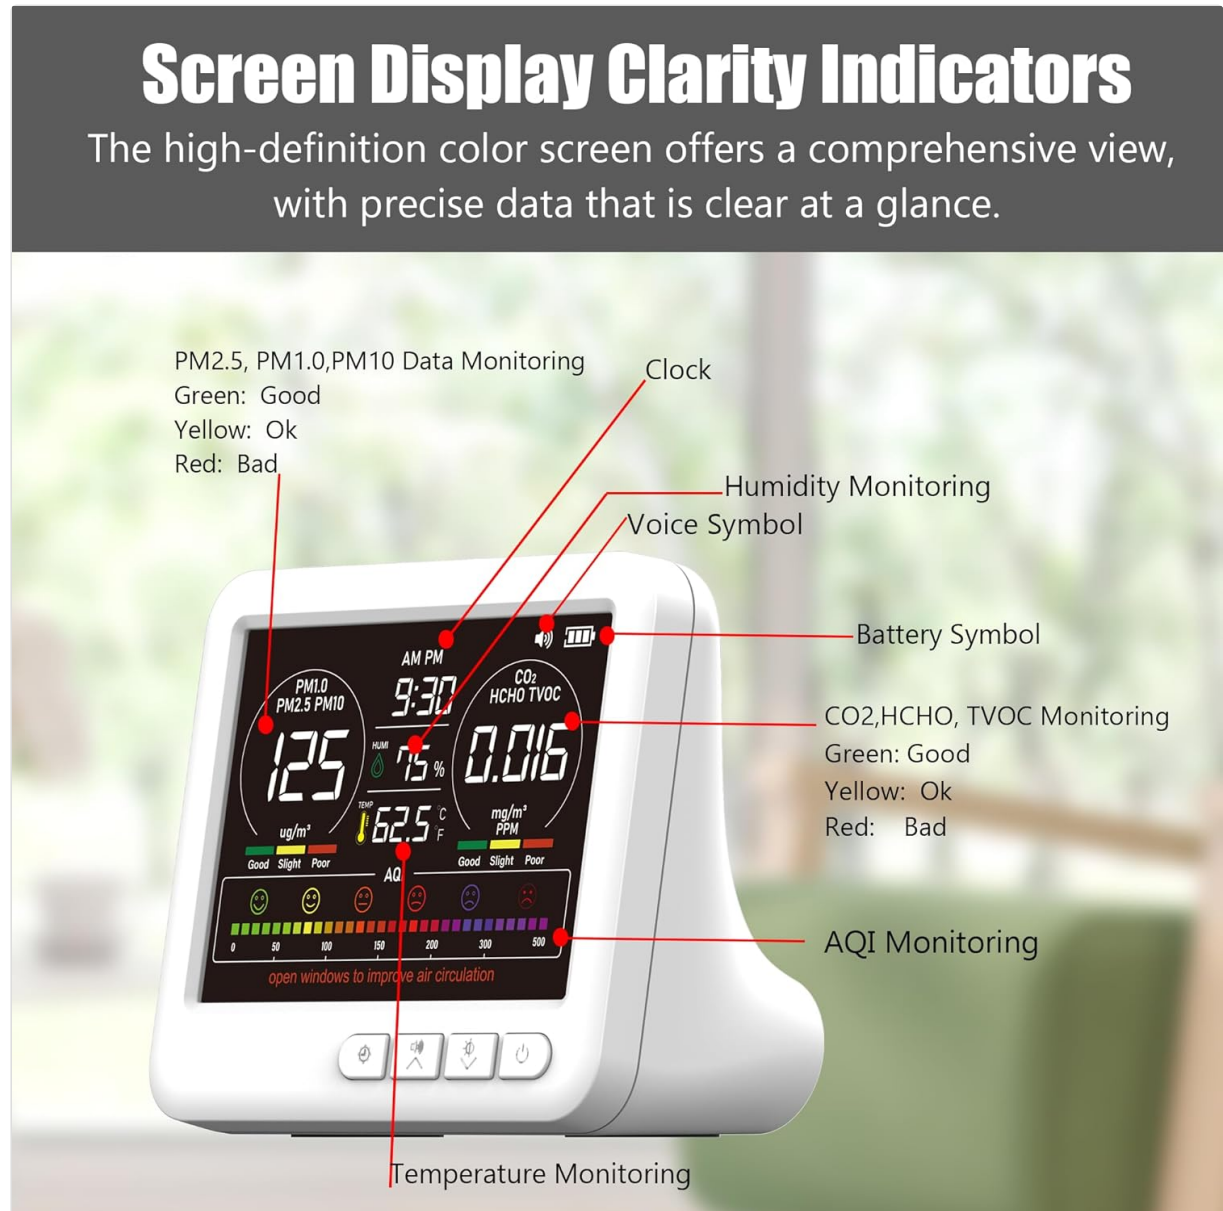 Screen Display Clarity Indicators
The high-definition color screen offers a comprehensive view,
with precise data that is clear at a glance.
PM2.5, PM1.0,PM10 Data Monitoring
Green: Good
Yellow: Ok
Red: Bad
Clock
Humidity Monitoring
Voice Symbol
Battery Symbol
CO2,HCHO, TVOC Monitoring
Green: Good
Yellow: Ok
Red: Bad
AQI Monitoring
Temperature Monitoring
PM1.0
PM2.5 PM10
125
ug/m³
Good Slight Poor
AM PM
9:30
HUMI
75 %
TEMP
62.5 °C
°F
CO₂
HCHO TVOC
0.016
mg/m³
PPM
Good Slight Poor
AQI
0 50 100 150 200 300 500
open windows to improve air circulation